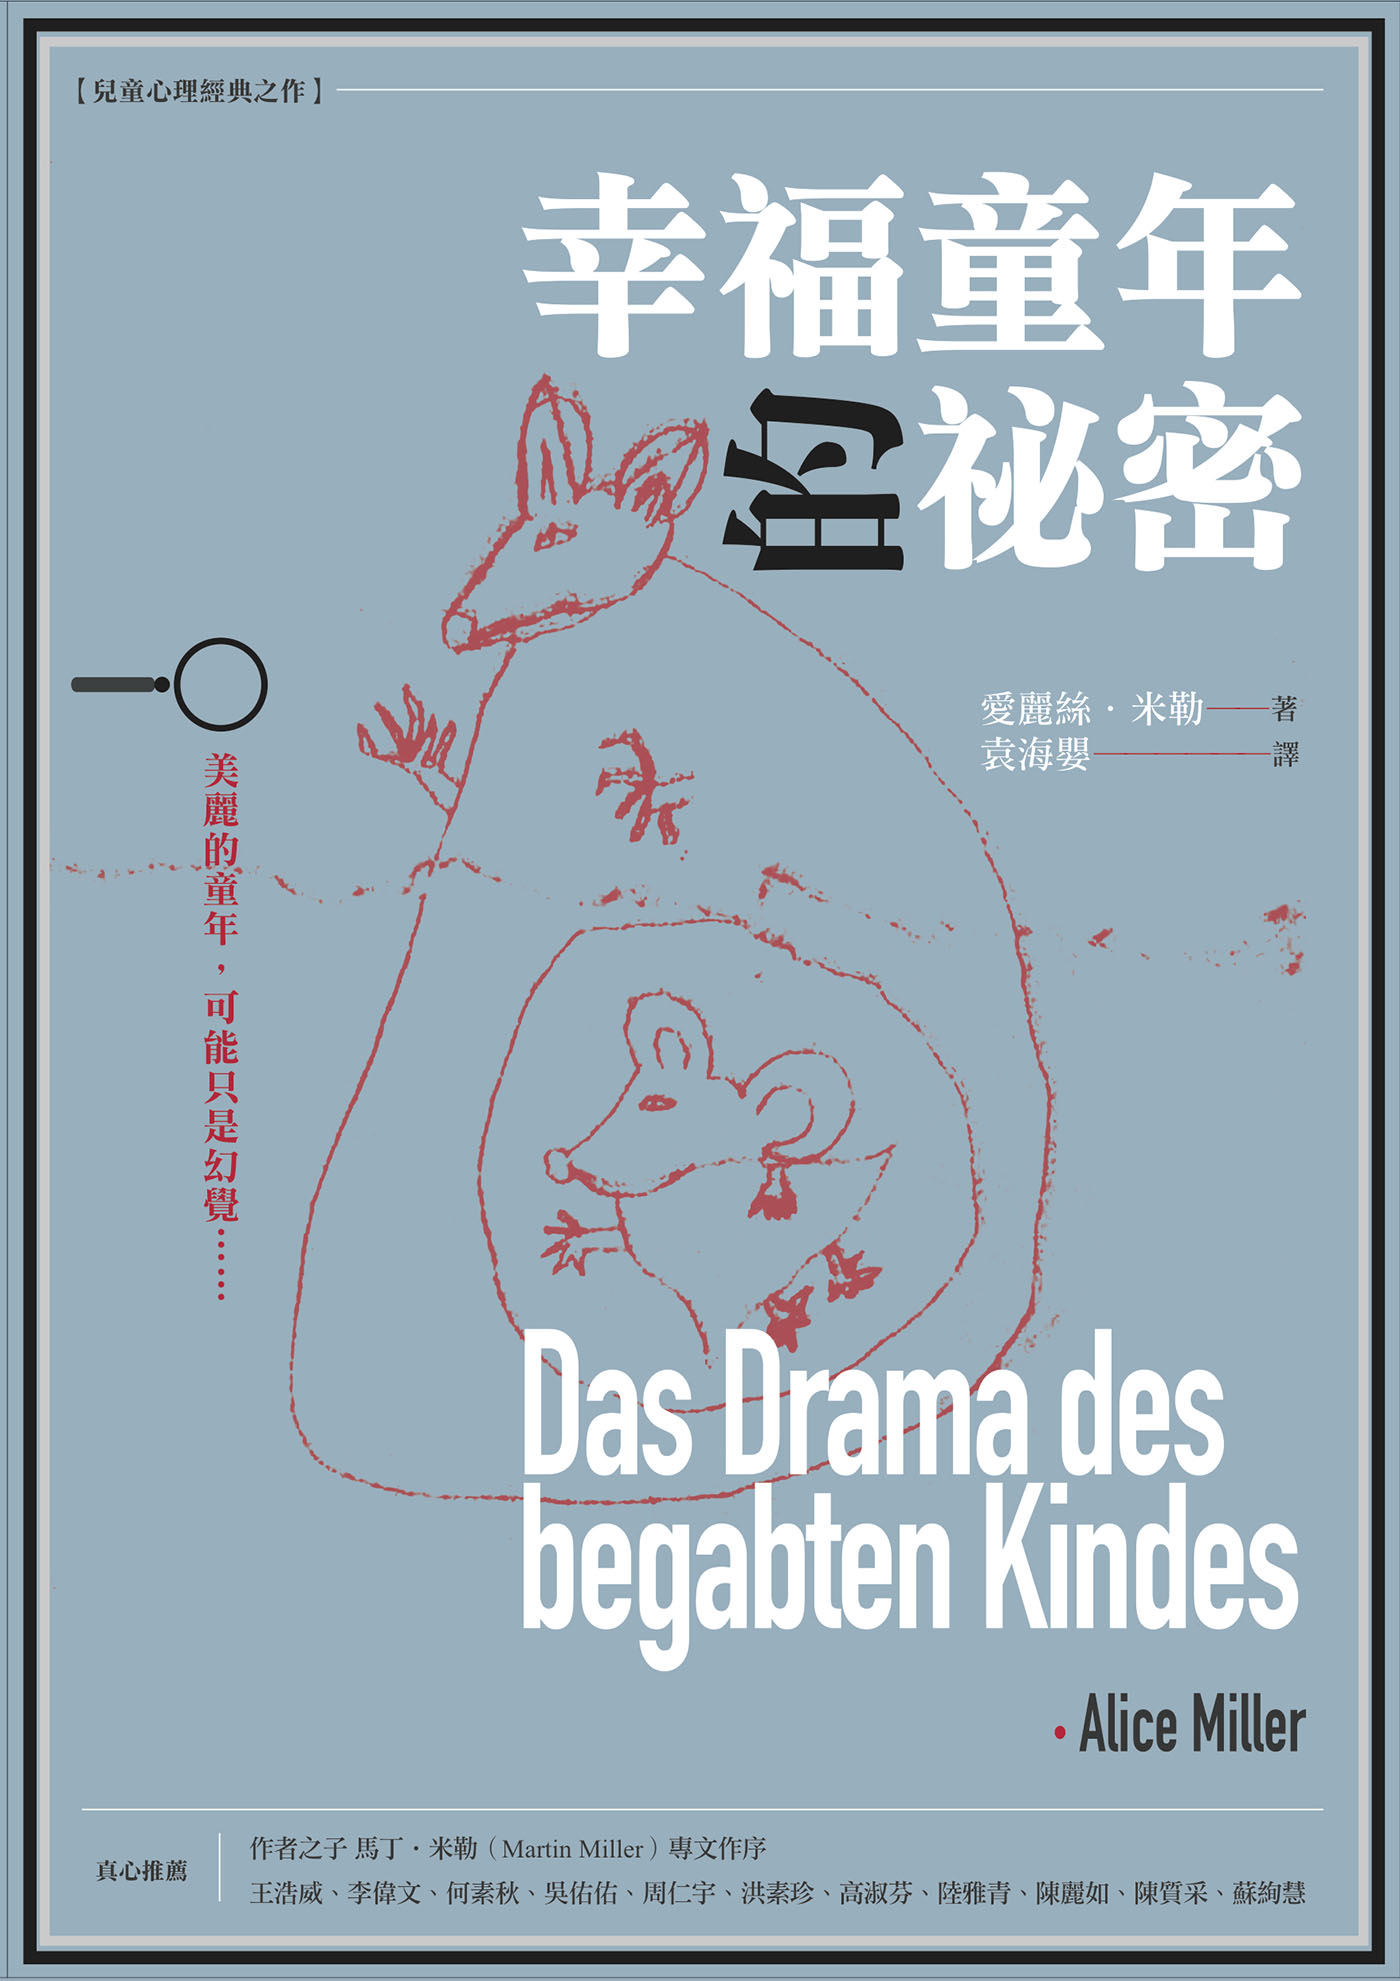 【兒童心理經典之作】
幸福童年
的祕密
愛麗絲·米勒——著
袁海嬰————譯
美麗的童年，可能只是幻覺……
Das Drama des
begabten Kindes
• Alice Miller
真心推薦
作者之子 馬丁·米勒（Martin Miller）專文作序
王浩威、李偉文、何素秋、吳佑佑、周仁宇、洪素珍、高淑芬、陸雅青、陳麗如、陳質采、蘇絢慧